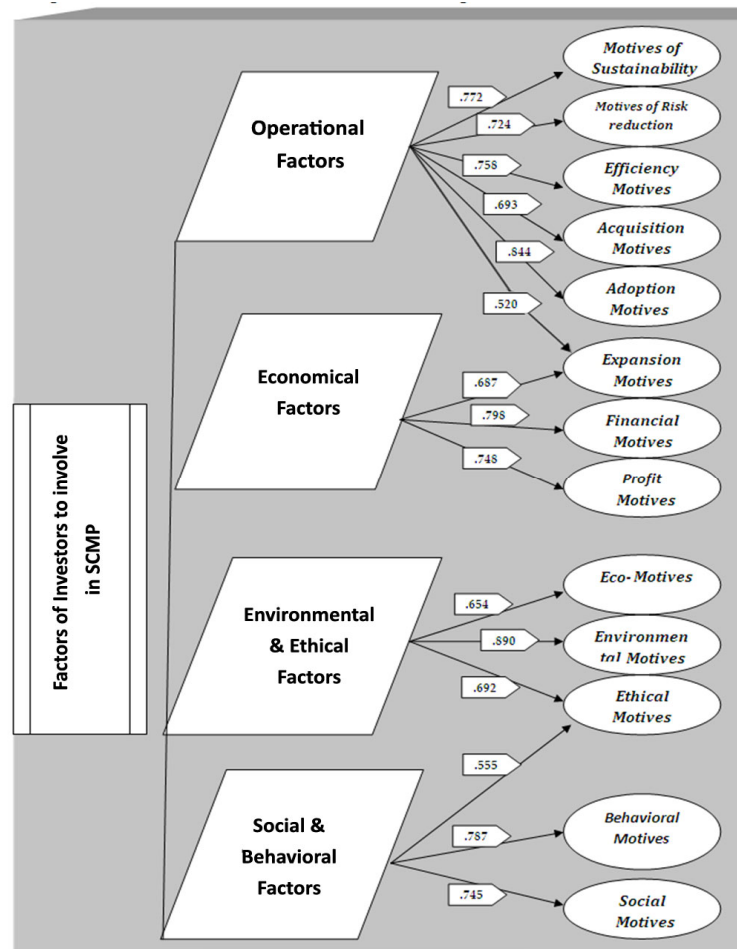 Motives of
Sustainability
.772
Motives of Risk
reduction
.724
Operational
Factors
.758
Efficiency
Motives
.693
Acquisition
Motives
.844
Adoption
Motives
.520
Expansion
Motives
Economical
Factors
.687
.798
Financial
Motives
.748
Profit
Motives
Factors of Investors to involve
in SCMP
Eco-Motives
.654
Environmental
& Ethical
Factors
.890
Environmen
tal Motives
.692
Ethical
Motives
.555
Social &
Behavioral
Factors
.787
Behavioral
Motives
.745
Social
Motives